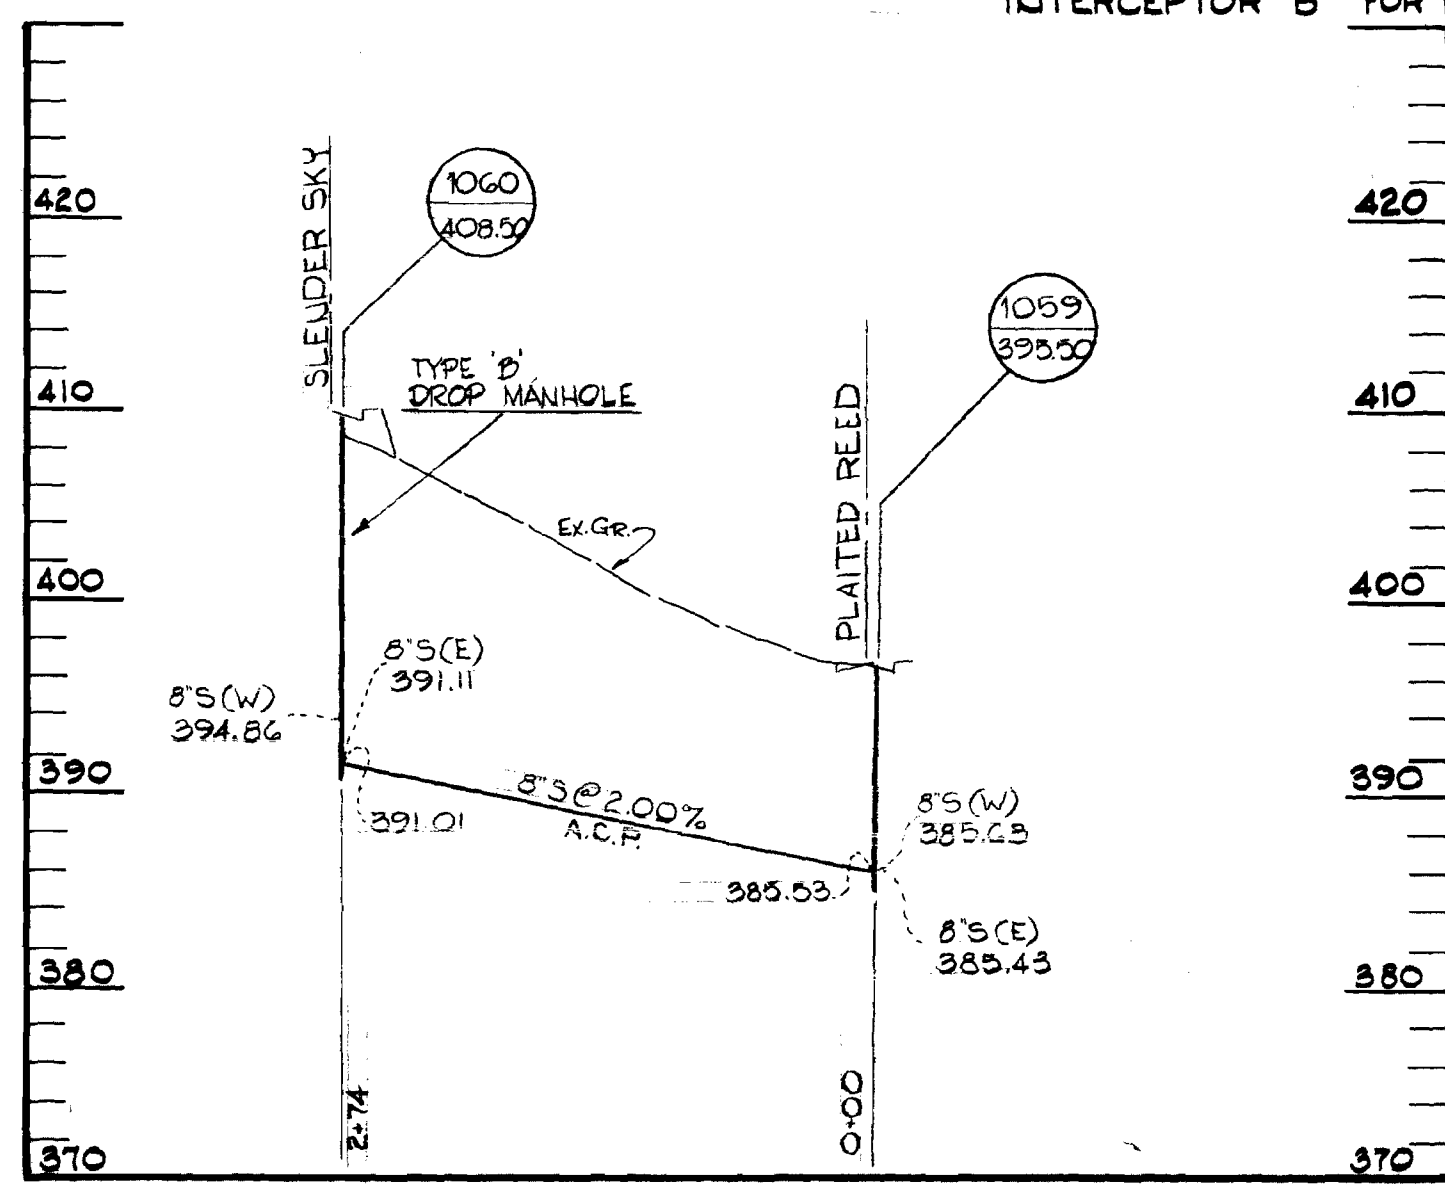 INTERCEPTOR 'B' FOR
420
410
400
390
380
370
SLENDER SKY
1060
408.50
TYPE 'B'
DROP MANHOLE
EX.GR.
PLAITED REED
1059
395.50
8"S(W)
394.86
8"S(E)
391.11
391.01
8"S@2.00%
A.C.P.
8"S(W)
385.63
385.53
8"S(E)
385.43
2+74
0+00
420
410
400
390
380
370